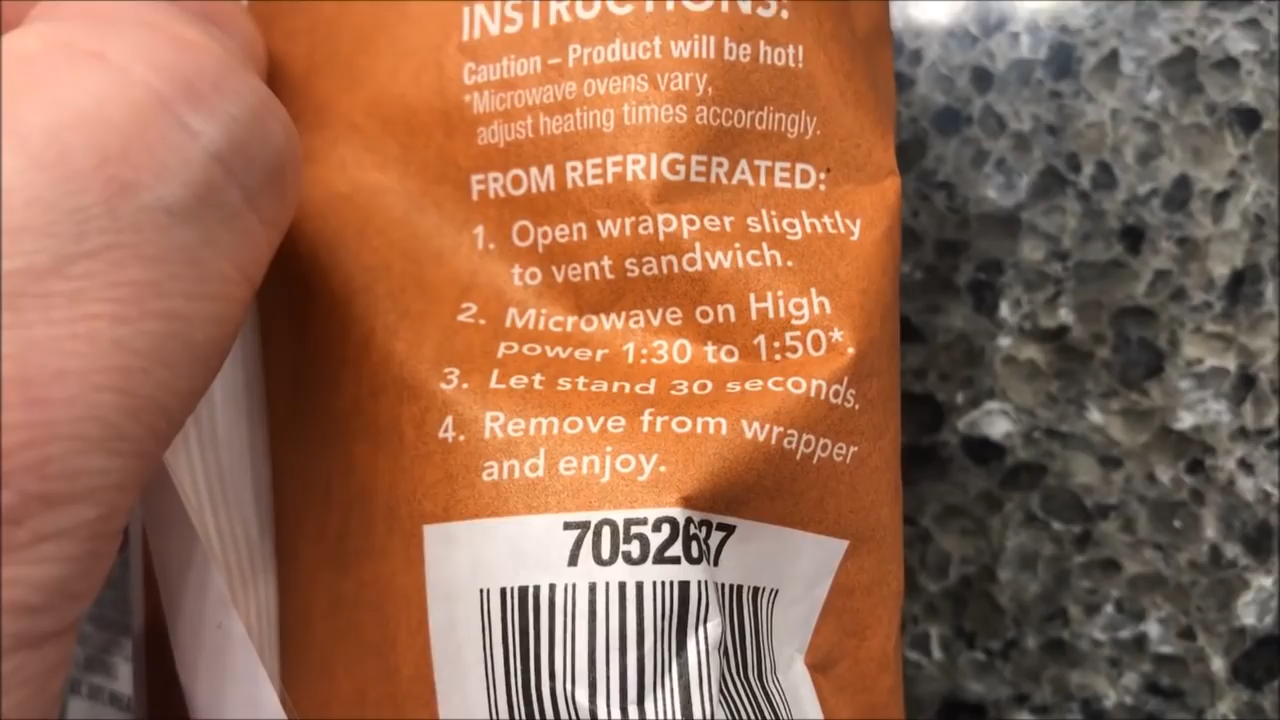 INSTRUCTIONS:
Caution – Product will be hot!
*Microwave ovens vary,
adjust heating times accordingly.
FROM REFRIGERATED:
1. Open wrapper slightly
to vent sandwich.
2. Microwave on High
power 1:30 to 1:50*.
3. Let stand 30 seconds.
4. Remove from wrapper
and enjoy.
7052637